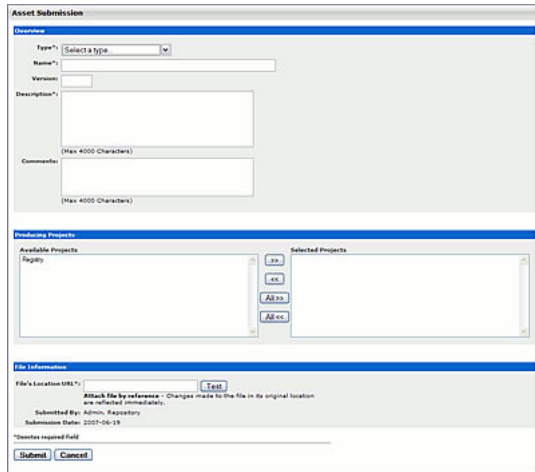 Asset Submission
Overview
Type*: Select a type...
Name*:
Version:
Description*:
(Max 4000 Characters)
Comments:
(Max 4000 Characters)
Producing Projects
Available Projects
Selected Projects
Registry
>>
<<
All >>
All <<
File Information
File's Location URL*: Test
Attach file by reference - Changes made to the file in its original location
are reflected immediately.
Submitted By: Admin, Repository
Submission Date: 2007-06-19
*Denotes required field
Submit Cancel